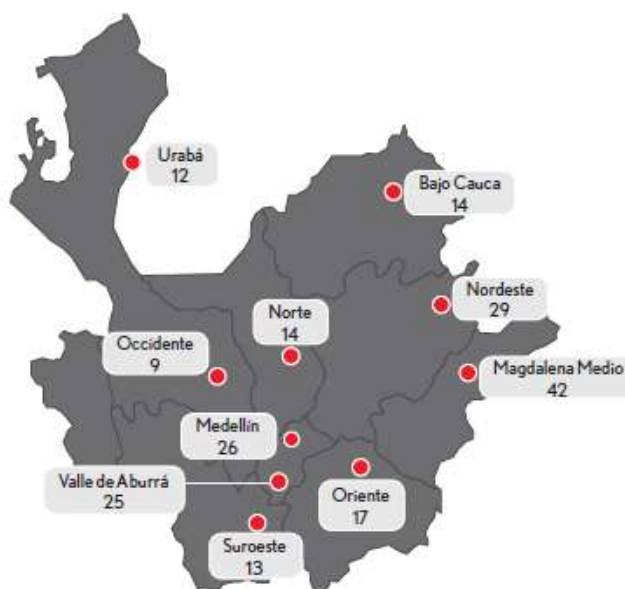 Urabá
12
Bajo Cauca
14
Nordeste
29
Norte
14
Occidente
9
Magdalena Medio
42
Medellín
26
Valle de Aburrá
25
Oriente
17
Suroeste
13